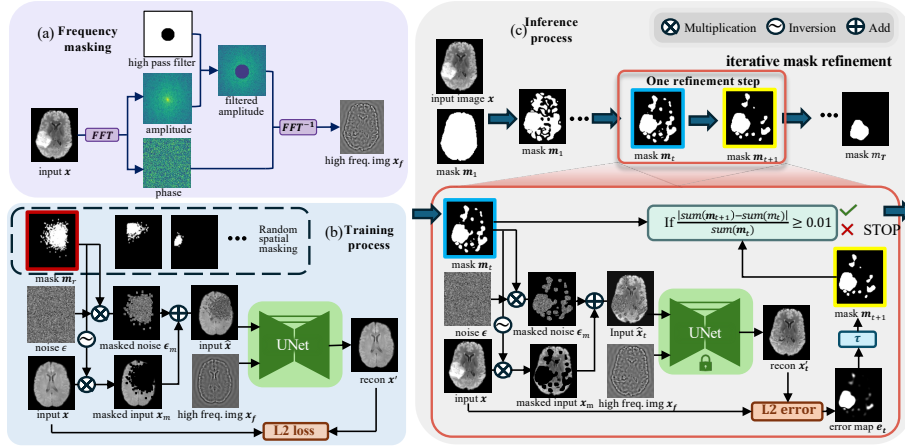 (a) Frequency
masking
high pass filter
FFT
amplitude
filtered
amplitude
FFT⁻¹
input x
phase
high freq. img x_f
(b) Training
process
Random
spatial
masking
mask m_r
noise ϵ
masked noise ϵ_m
input x̂
UNet
recon x'
input x
masked input x_m
high freq. img x_f
L2 loss
(c) Inference
process
Multiplication
Inversion
Add
iterative mask refinement
input image x
mask m_1
mask m_1
One refinement step
mask m_t
mask m_{t+1}
mask m_T
mask m_t
If |sum(m_{t+1})−sum(m_t)| / sum(m_t) ≥ 0.01
STOP
mask m_{t+1}
τ
noise ϵ
masked noise ϵ_m
Input x̂_t
UNet
recon x'_t
input x
masked input x_m
high freq. img x_f
L2 error
error map e_t